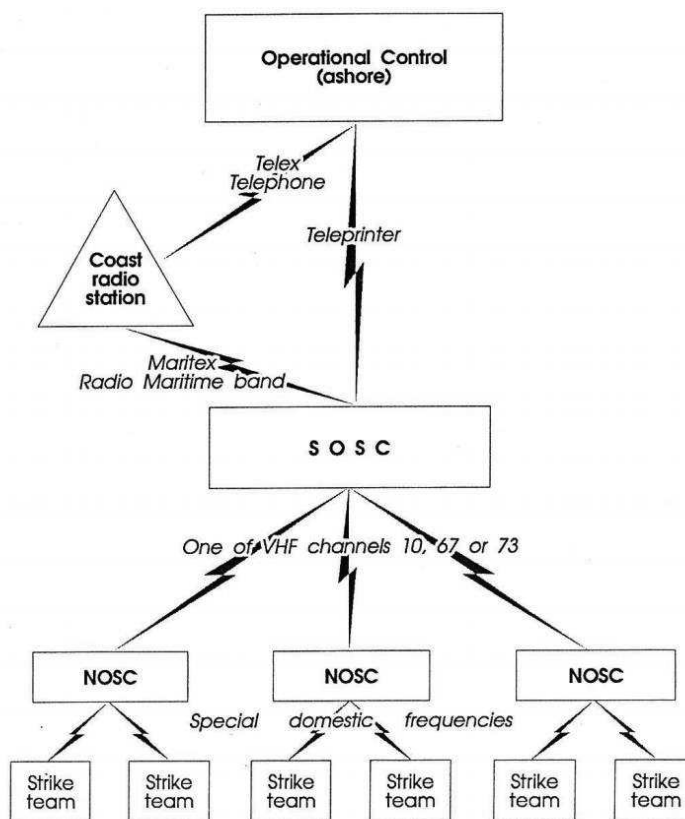 Operational Control
(ashore)
Telex
Telephone
Teleprinter
Coast
radio
station
Maritex
Radio Maritime band
S O S C
One of VHF channels 10, 67 or 73
NOSC
NOSC
NOSC
Special domestic frequencies
Strike
team
Strike
team
Strike
team
Strike
team
Strike
team
Strike
team